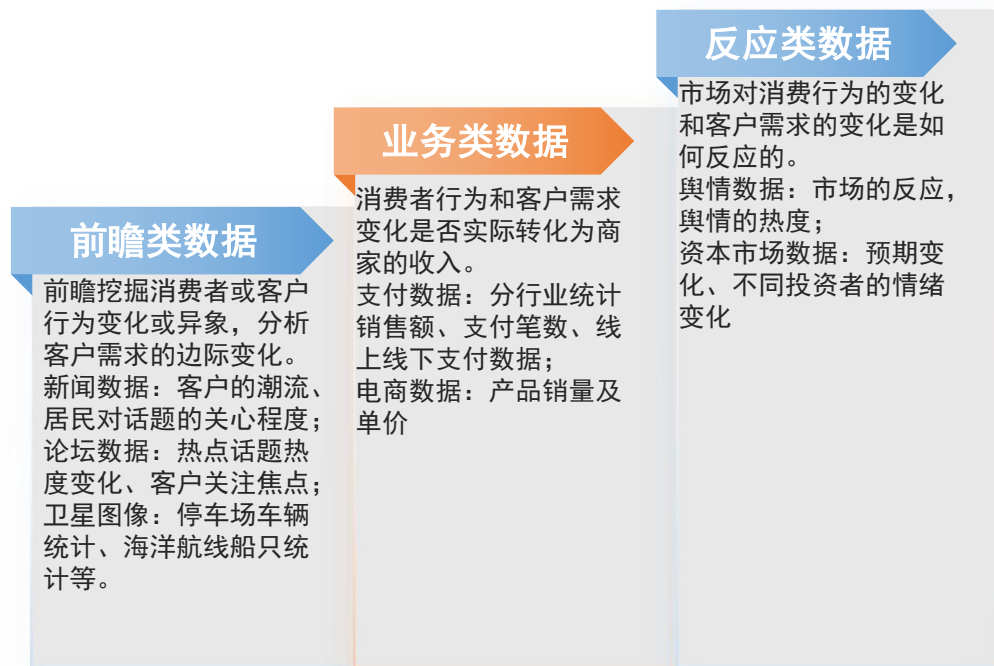 前瞻类数据
前瞻挖掘消费者或客户
行为变化或异象，分析
客户需求的边际变化。
新闻数据：客户的潮流、
居民对话题的关心程度；
论坛数据：热点话题热
度变化、客户关注焦点；
卫星图像：停车场车辆
统计、海洋航线船只统
计等。
业务类数据
消费者行为和客户需求
变化是否实际转化为商
家的收入。
支付数据：分行业统计
销售额、支付笔数、线
上线下支付数据；
电商数据：产品销量及
单价
反应类数据
市场对消费行为的变化
和客户需求的变化是如
何反应的。
舆情数据：市场的反应，
舆情的热度；
资本市场数据：预期变
化、不同投资者的情绪
变化